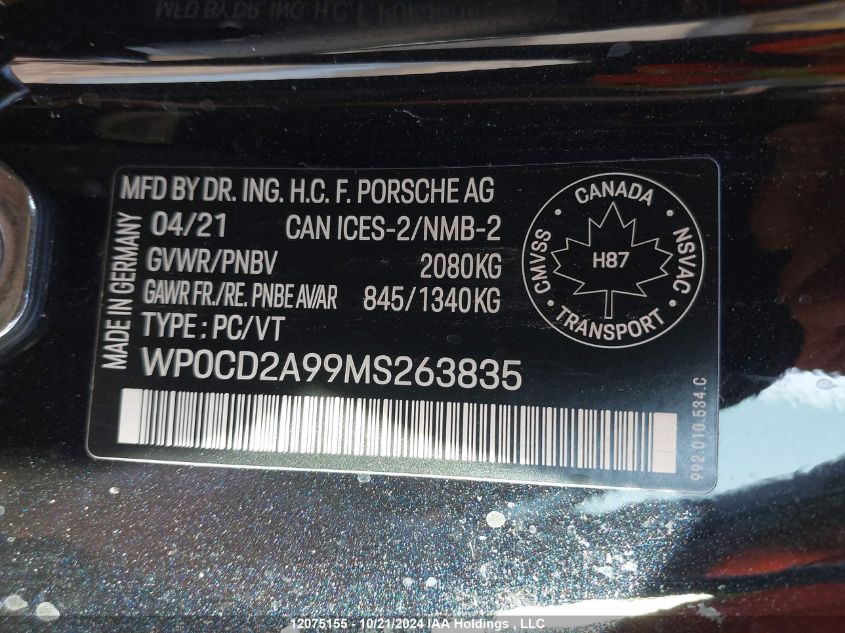 MFD BY DR. ING. H.C. F. PORSCHE AG
04/21 CAN ICES-2/NMB-2
GVWR/PNBV 2080KG
GAWR FR./RE. PNBE AV/AR 845/1340KG
TYPE: PC/VT
WP0CD2A99MS263835
MADE IN GERMANY
CANADA
CMVSS
NSVAC
H87
TRANSPORT
992.010.534.C
12075155 - 10/21/2024 IAA Holdings, LLC